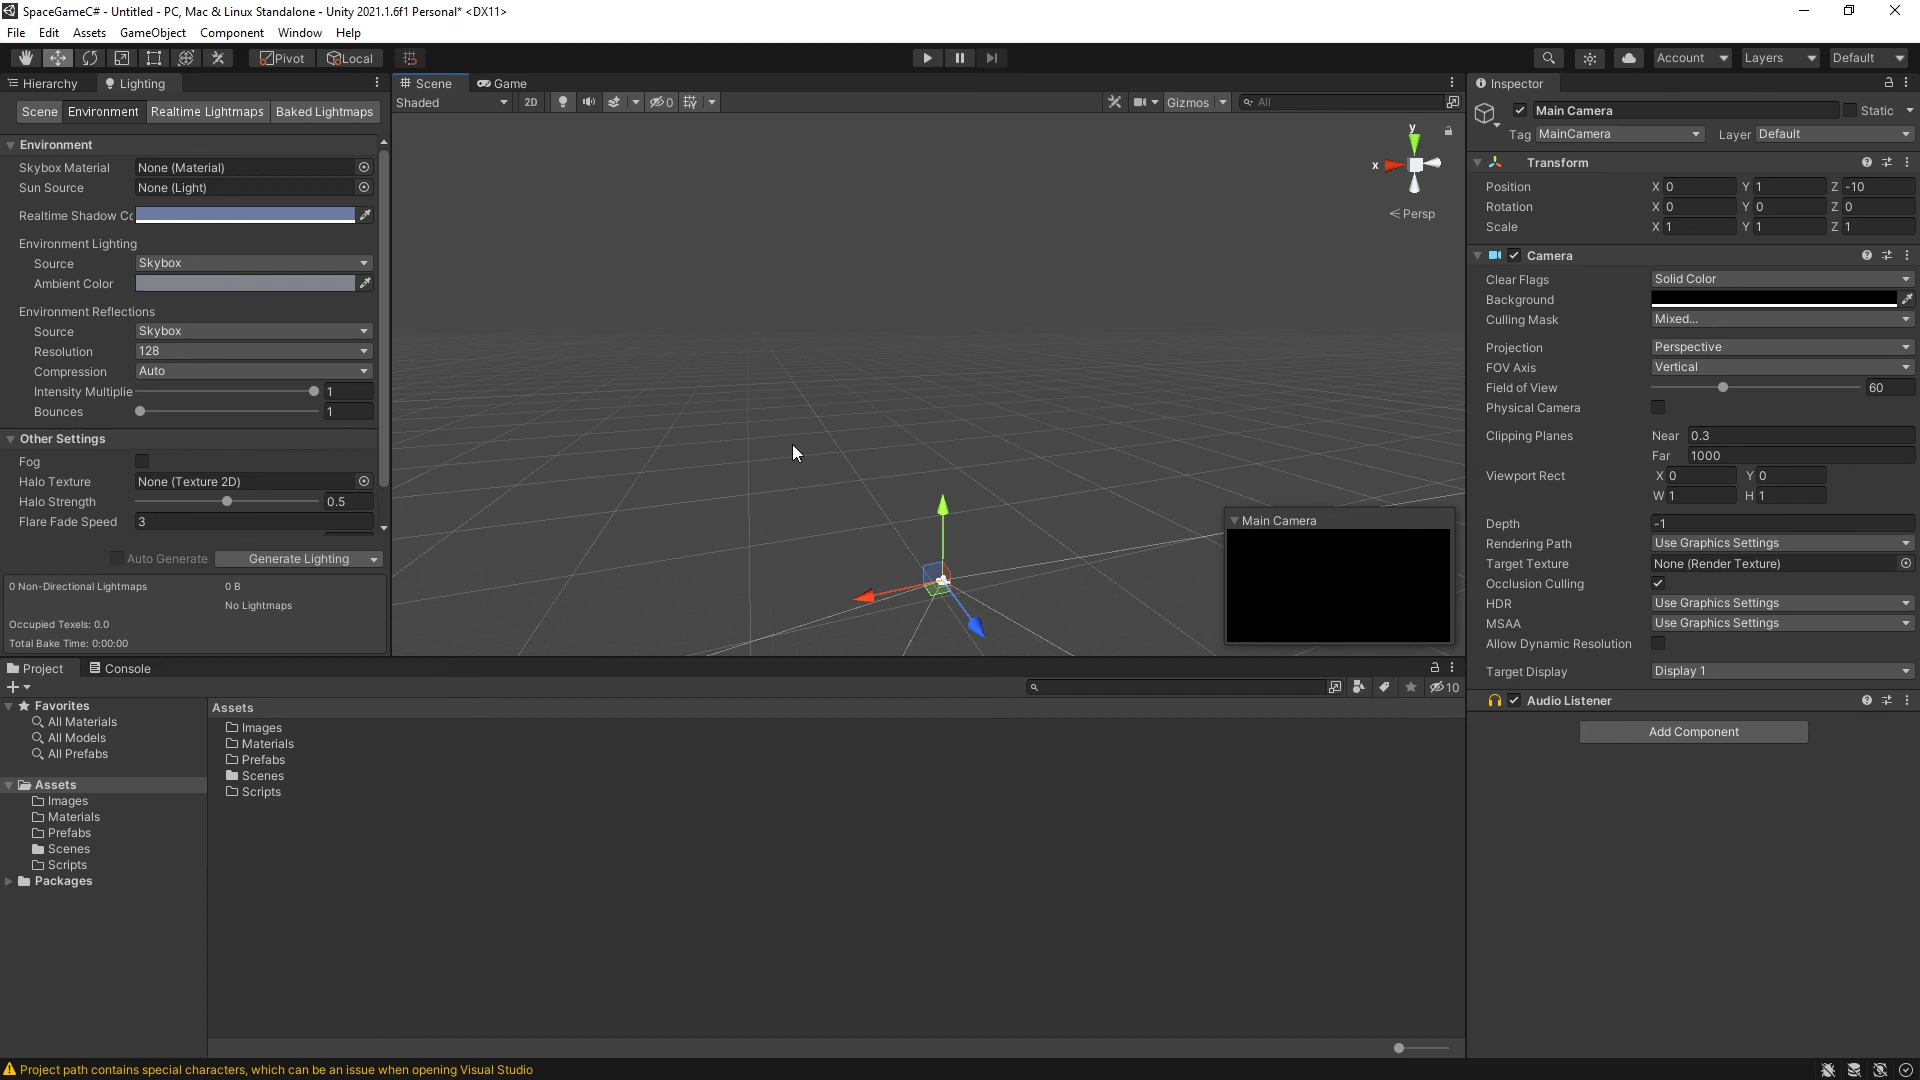 SpaceGameC# - Untitled - PC, Mac & Linux Standalone - Unity 2021.1.6f1 Personal* <DX11>
File Edit Assets GameObject Component Window Help
Pivot Local Account Layers Default
Hierarchy Lighting
Scene Environment Realtime Lightmaps Baked Lightmaps
Environment
Skybox Material None (Material)
Sun Source None (Light)
Realtime Shadow Cc
Environment Lighting
Source Skybox
Ambient Color
Environment Reflections
Source Skybox
Resolution 128
Compression Auto
Intensity Multiplie 1
Bounces 1
Other Settings
Fog
Halo Texture None (Texture 2D)
Halo Strength 0.5
Flare Fade Speed 3
Auto Generate Generate Lighting
0 Non-Directional Lightmaps 0 B
No Lightmaps
Occupied Texels: 0.0
Total Bake Time: 0:00:00
Scene Game
Shaded 2D 0 Gizmos All
y
x
Persp
Main Camera
Inspector
Main Camera Static
Tag MainCamera Layer Default
Transform
Position X 0 Y 1 Z -10
Rotation X 0 Y 0 Z 0
Scale X 1 Y 1 Z 1
Camera
Clear Flags Solid Color
Background
Culling Mask Mixed...
Projection Perspective
FOV Axis Vertical
Field of View 60
Physical Camera
Clipping Planes Near 0.3
Far 1000
Viewport Rect X 0 Y 0
W 1 H 1
Depth -1
Rendering Path Use Graphics Settings
Target Texture None (Render Texture)
Occlusion Culling
HDR Use Graphics Settings
MSAA Use Graphics Settings
Allow Dynamic Resolution
Target Display Display 1
Audio Listener
Add Component
Project Console
10
Favorites
All Materials
All Models
All Prefabs
Assets
Images
Materials
Prefabs
Scenes
Scripts
Packages
Assets
Images
Materials
Prefabs
Scenes
Scripts
Project path contains special characters, which can be an issue when opening Visual Studio